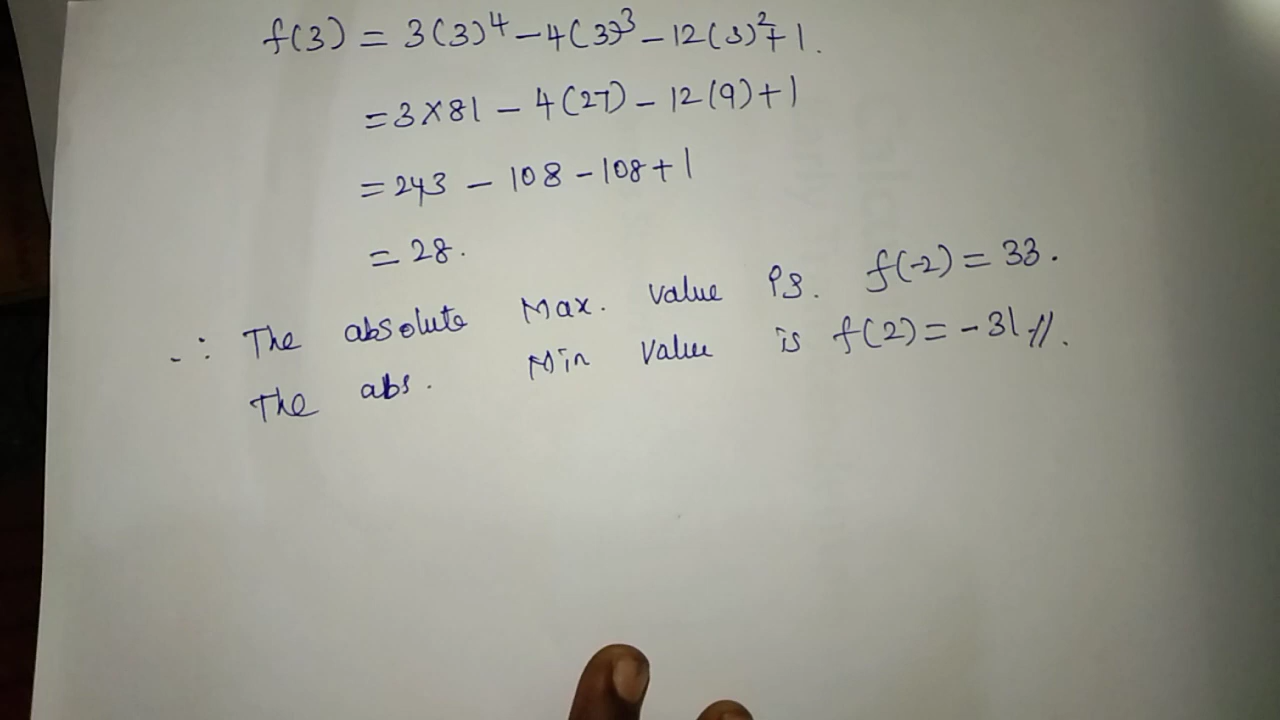 f(3) = 3(3)⁴ - 4(3)³ - 12(3)² + 1.
= 3 × 81 - 4(27) - 12(9) + 1
= 243 - 108 - 108 + 1
= 28.
∴ The absolute Max. value is. f(-2) = 33.
The abs. Min value is f(2) = -31 //.